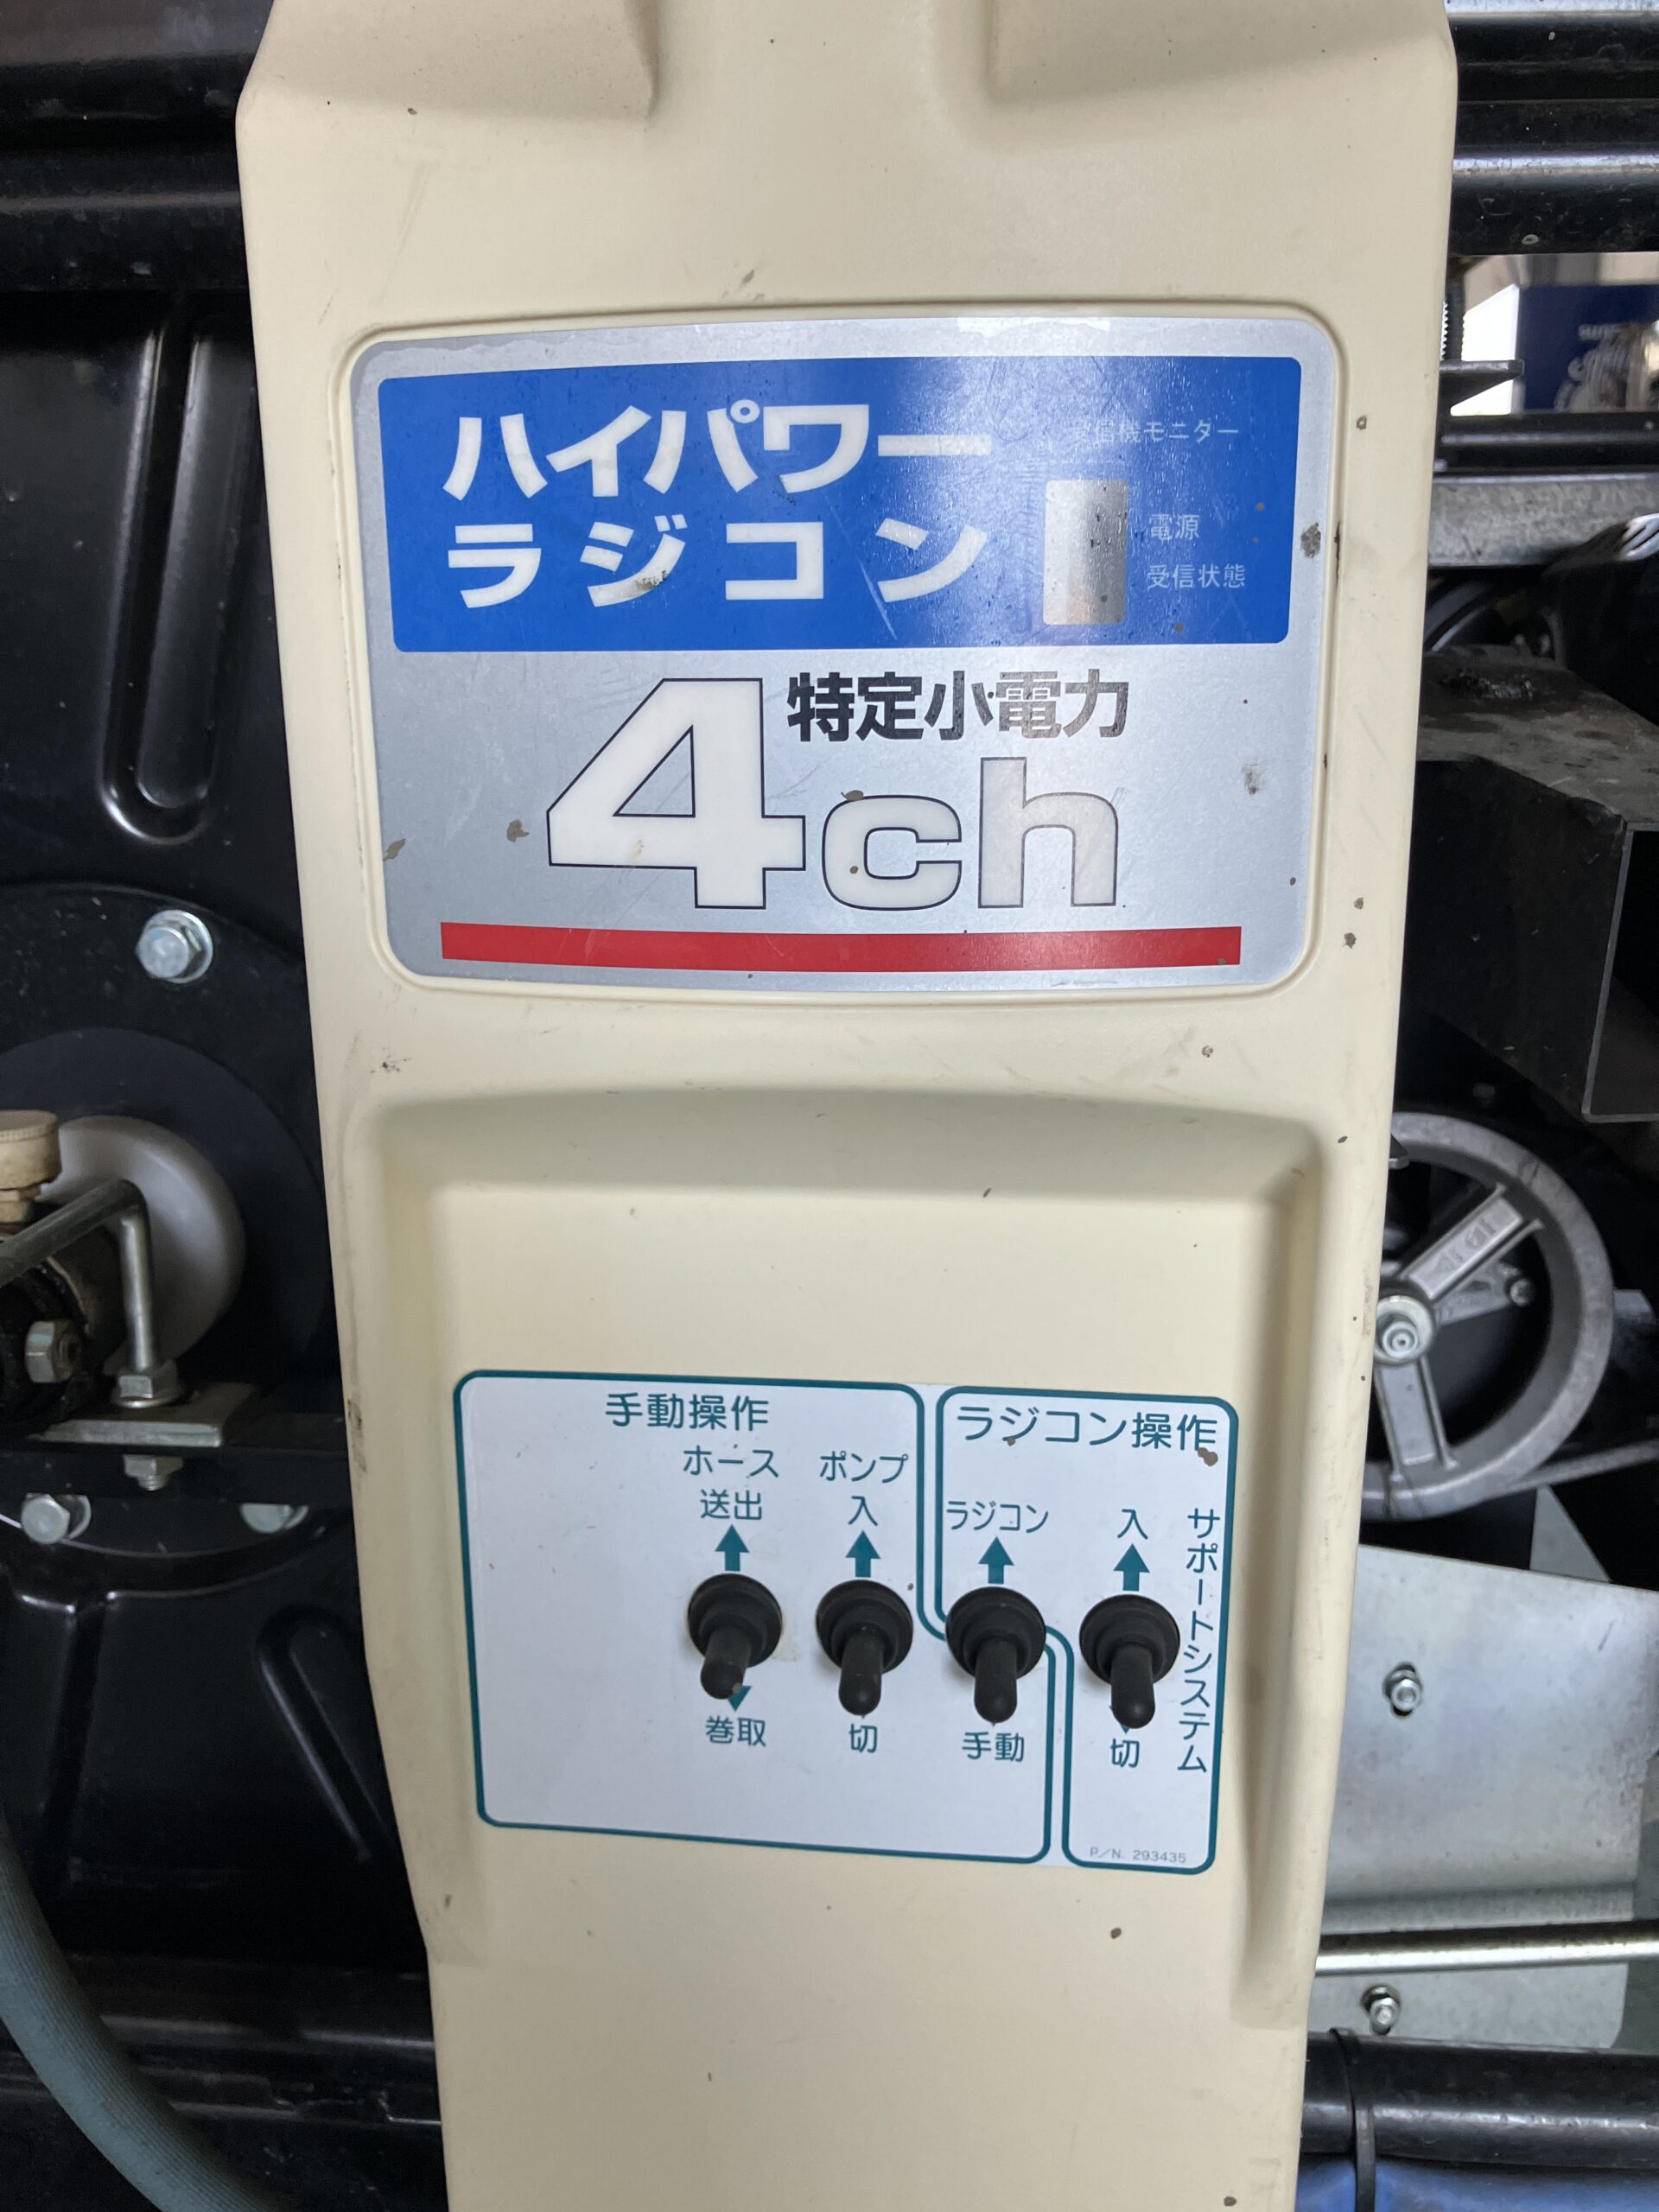 ハイパワー
ラジコン
受信機モニター
電源
受信状態
特定小電力
4ch
手動操作
ホース
送出
巻取
ポンプ
入
切
ラジコン操作
ラジコン
手動
入
切
サポートシステム
P/N. 293435